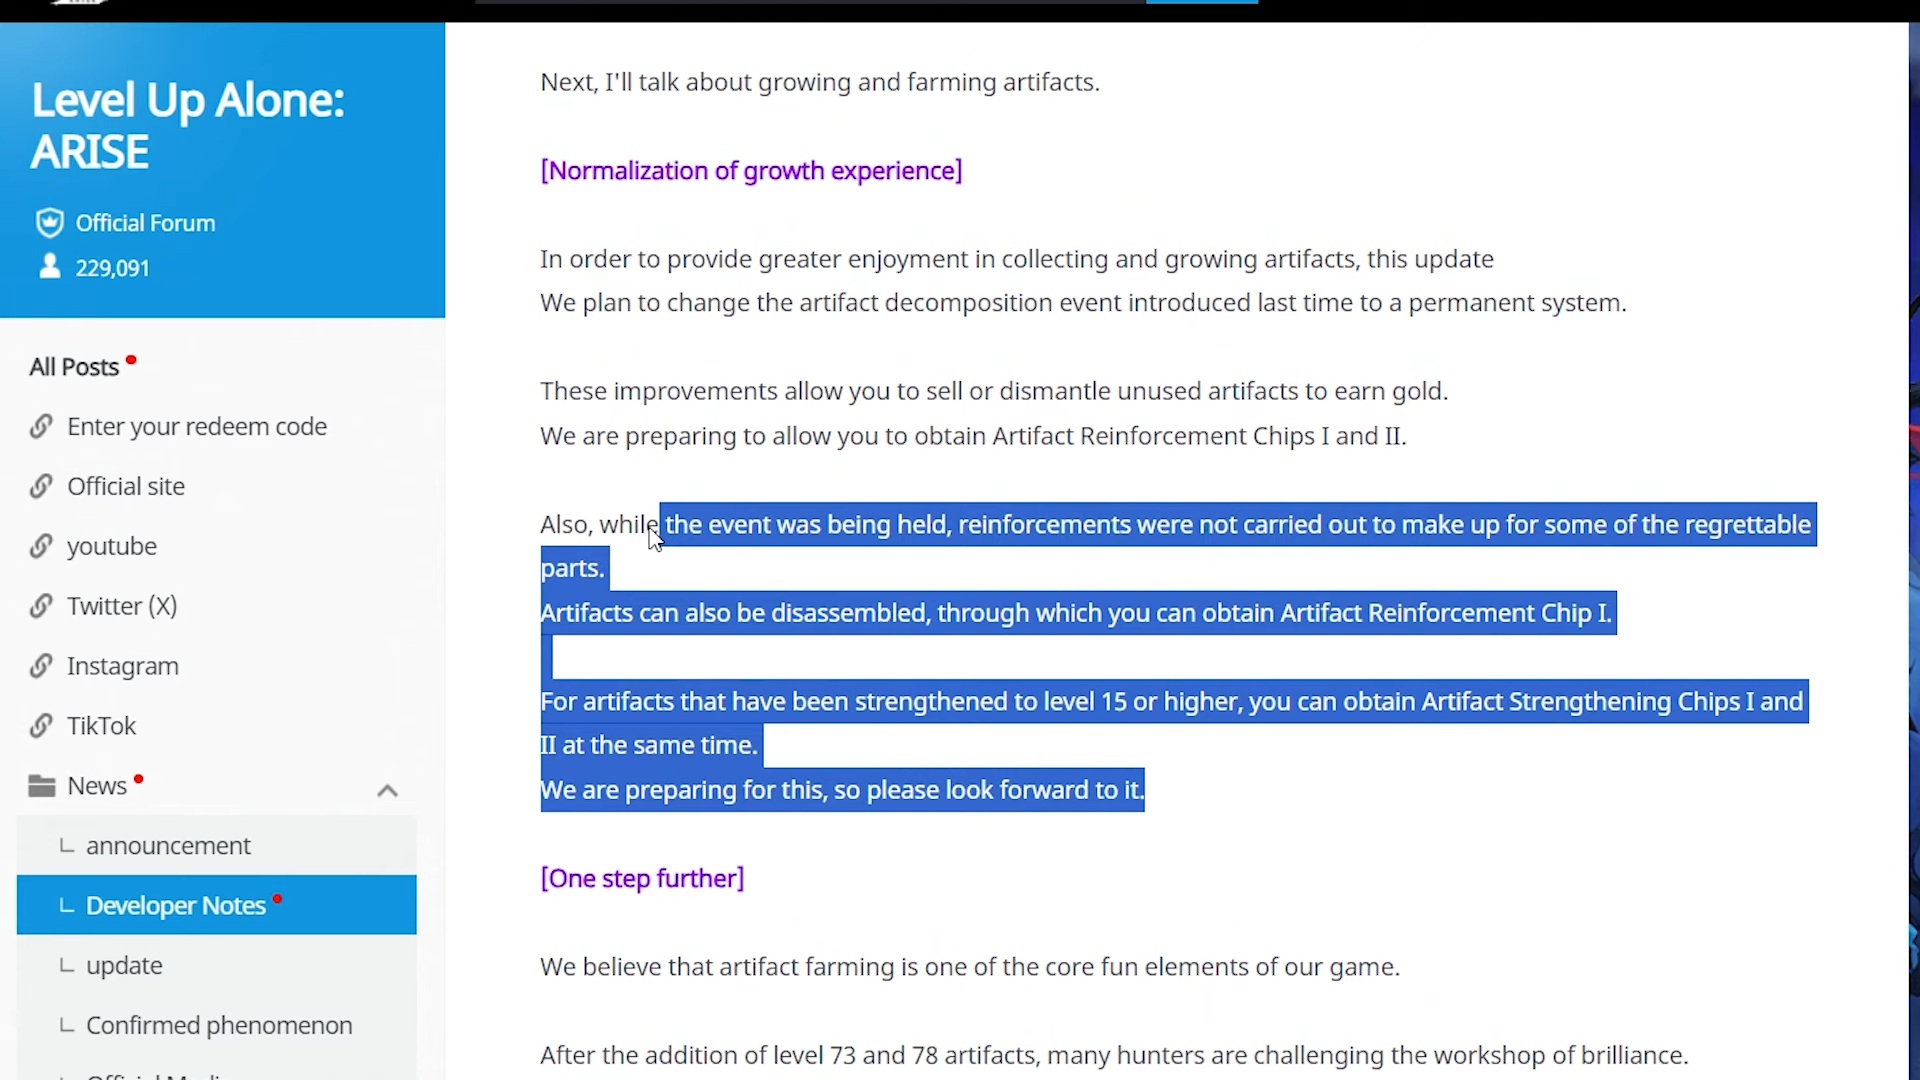 Level Up Alone:
ARISE
Official Forum
229,091
All Posts
Enter your redeem code
Official site
youtube
Twitter (X)
Instagram
TikTok
News
announcement
Developer Notes
update
Confirmed phenomenon
Next, I'll talk about growing and farming artifacts.
[Normalization of growth experience]
In order to provide greater enjoyment in collecting and growing artifacts, this update
We plan to change the artifact decomposition event introduced last time to a permanent system.
These improvements allow you to sell or dismantle unused artifacts to earn gold.
We are preparing to allow you to obtain Artifact Reinforcement Chips I and II.
Also, while the event was being held, reinforcements were not carried out to make up for some of the regrettable
parts.
Artifacts can also be disassembled, through which you can obtain Artifact Reinforcement Chip I.
For artifacts that have been strengthened to level 15 or higher, you can obtain Artifact Strengthening Chips I and
II at the same time.
We are preparing for this, so please look forward to it.
[One step further]
We believe that artifact farming is one of the core fun elements of our game.
After the addition of level 73 and 78 artifacts, many hunters are challenging the workshop of brilliance.